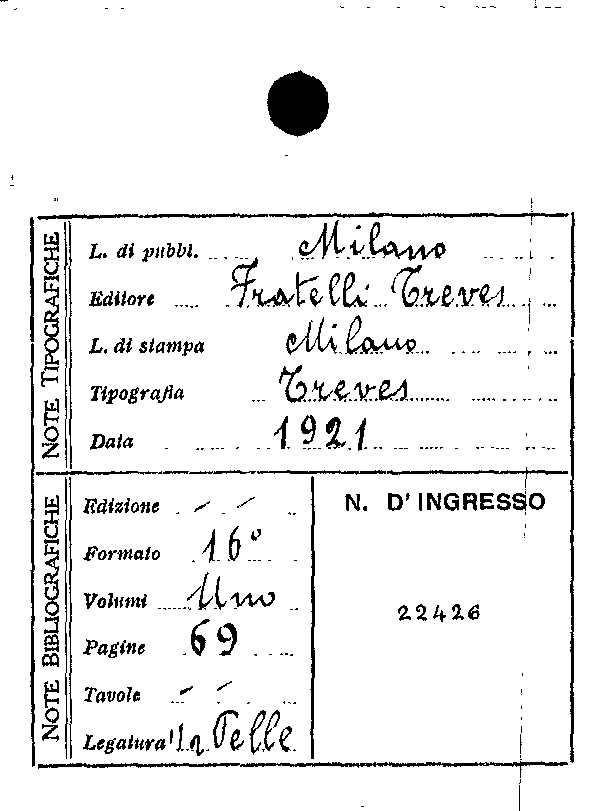 NOTE TIPOGRAFICHE
L. di pubbl. Milano
Editore Fratelli Treves
L. di stampa Milano
Tipografia Treves
Data 1921
NOTE BIBLIOGRAFICHE
Edizione - -
Formato 16°
Volumi Uno
Pagine 69
Tavole - -
Legatura In Pelle
N. D'INGRESSO
22426